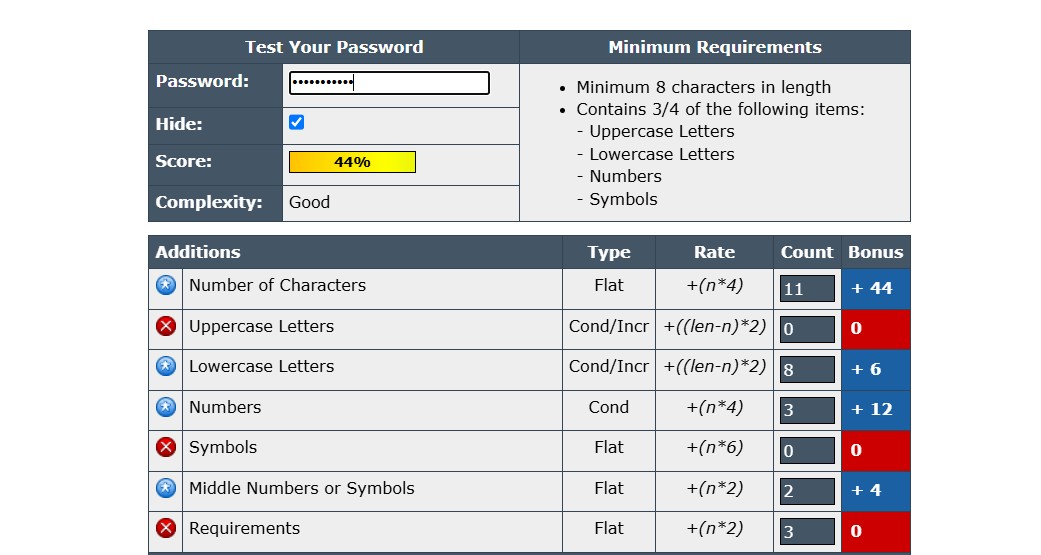 Test Your Password Minimum Requirements
Password: •••••••••••
Hide:
Score: 44%
Complexity: Good
• Minimum 8 characters in length
• Contains 3/4 of the following items:
- Uppercase Letters
- Lowercase Letters
- Numbers
- Symbols
Additions Type Rate Count Bonus
Number of Characters Flat +(n*4) 11 + 44
Uppercase Letters Cond/Incr +((len-n)*2) 0 0
Lowercase Letters Cond/Incr +((len-n)*2) 8 + 6
Numbers Cond +(n*4) 3 + 12
Symbols Flat +(n*6) 0 0
Middle Numbers or Symbols Flat +(n*2) 2 + 4
Requirements Flat +(n*2) 3 0